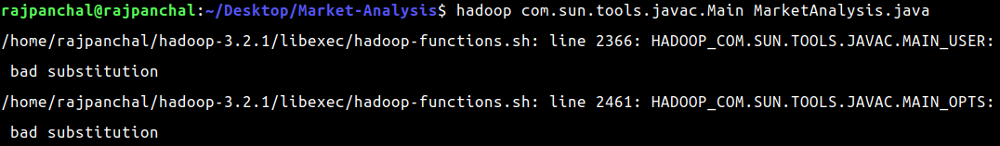 rajpanchal@rajpanchal:~/Desktop/Market-Analysis$ hadoop com.sun.tools.javac.Main MarketAnalysis.java
/home/rajpanchal/hadoop-3.2.1/libexec/hadoop-functions.sh: line 2366: HADOOP_COM.SUN.TOOLS.JAVAC.MAIN_USER:
 bad substitution
/home/rajpanchal/hadoop-3.2.1/libexec/hadoop-functions.sh: line 2461: HADOOP_COM.SUN.TOOLS.JAVAC.MAIN_OPTS:
 bad substitution